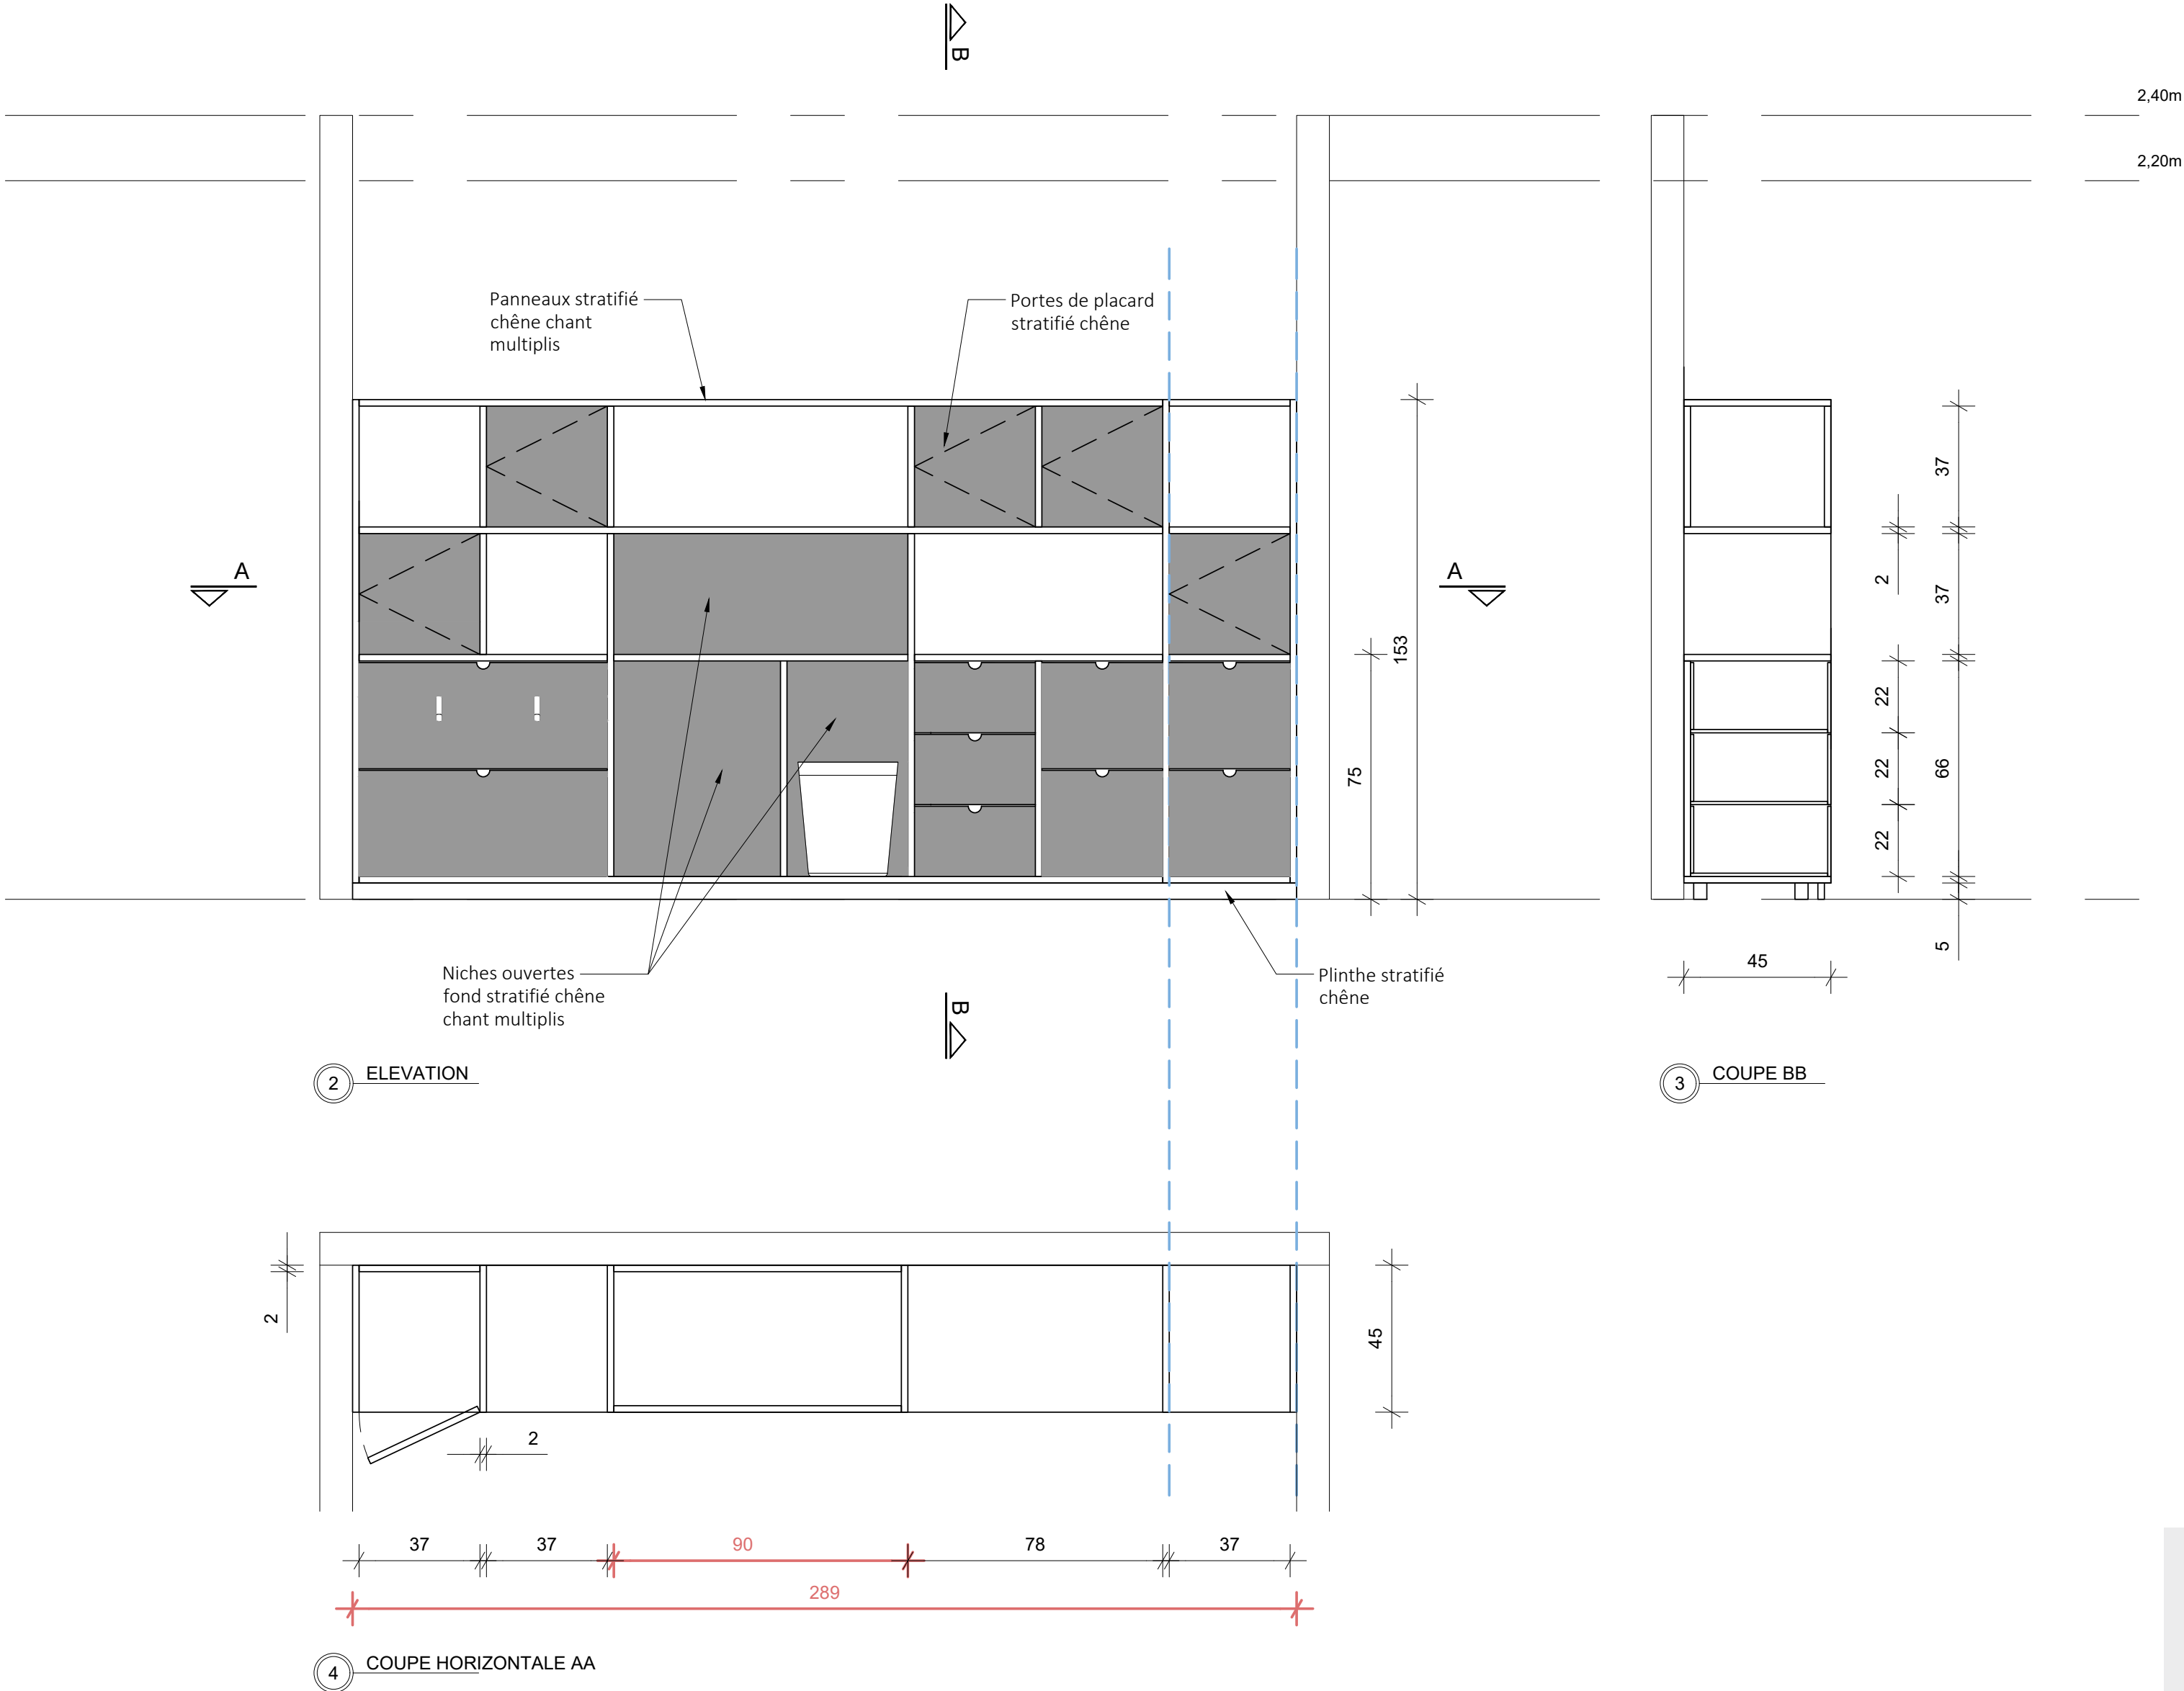 B
2,40m
2,20m
Panneaux stratifié
chêne chant
multiplis
Portes de placard
stratifié chêne
A
A
153
75
37
2
37
22
22
66
22
5
45
Niches ouvertes
fond stratifié chêne
chant multiplis
B
Plinthe stratifié
chêne
2 ELEVATION
3 COUPE BB
2
45
2
37 37 90 78 37
289
4 COUPE HORIZONTALE AA